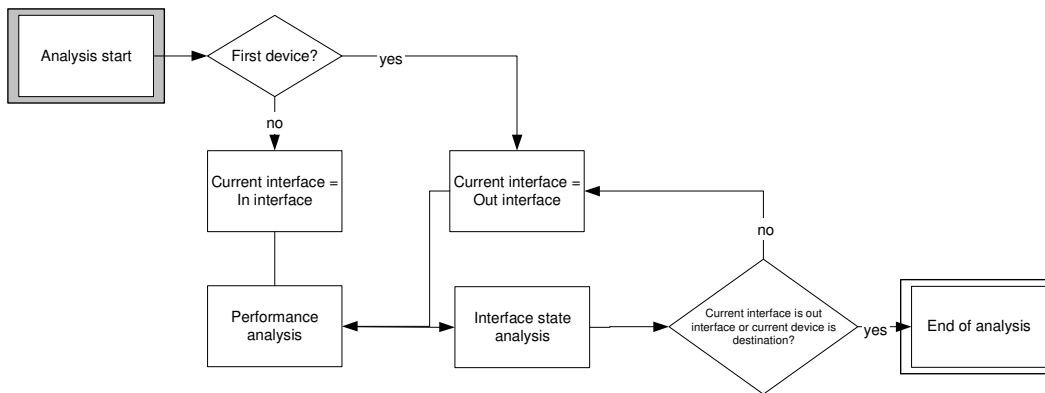 Analysis start
First device?
yes
no
Current interface =
In interface
Current interface =
Out interface
no
Performance
analysis
Interface state
analysis
Current interface is out
interface or current device is
destination?
yes
End of analysis